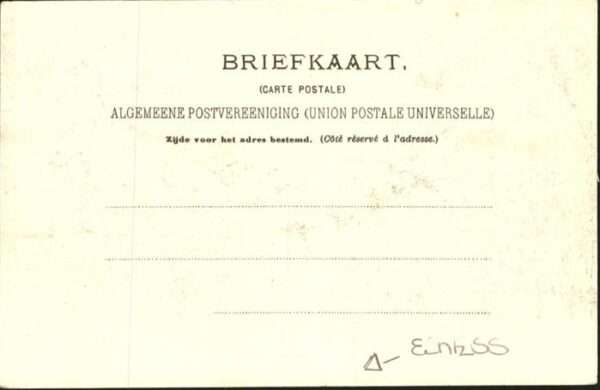 BRIEFKAART.
(CARTE POSTALE)
ALGEMEENE POSTVEREENIGING (UNION POSTALE UNIVERSELLE)
Zijde voor het adres bestemd. (Côté réservé à l'adresse.)